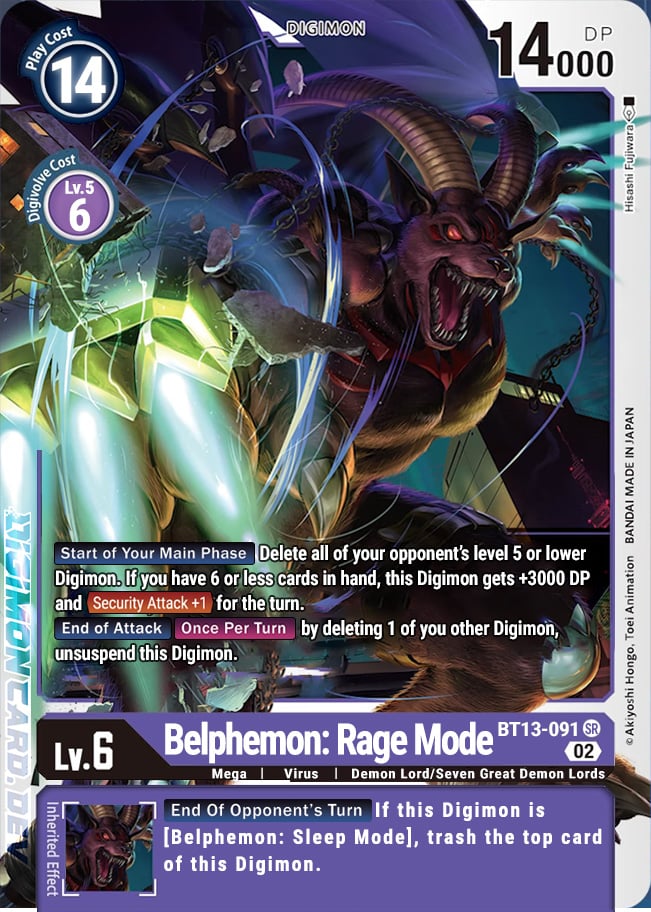 Play Cost
14
DIGIMON
14000
DP
Digivolve Cost
Lv.5
6
Hisashi Fujiwara
© Akiyoshi Hongo, Toei Animation BANDAI MADE IN JAPAN
DIGIMONCARD.DEV
Start of Your Main Phase Delete all of your opponent's level 5 or lower
Digimon. If you have 6 or less cards in hand, this Digimon gets +3000 DP
and Security Attack +1 for the turn.
End of Attack Once Per Turn by deleting 1 of you other Digimon,
unsuspend this Digimon.
Lv.6
Belphemon: Rage Mode
BT13-091 SR
02
Mega | Virus | Demon Lord/Seven Great Demon Lords
Inherited Effect
End Of Opponent's Turn If this Digimon is
[Belphemon: Sleep Mode], trash the top card
of this Digimon.